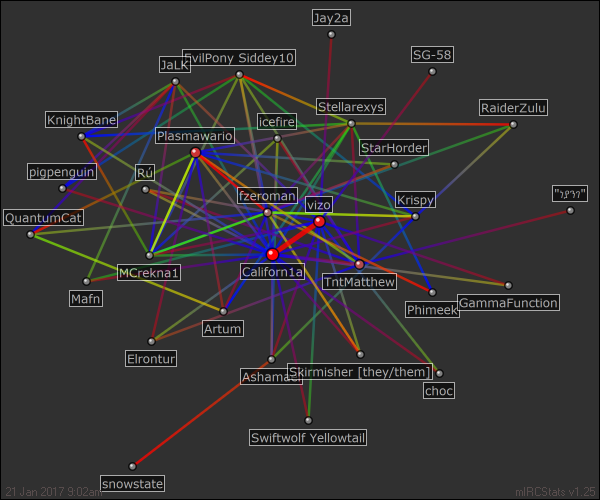 Jay2a
SG-58
EvilPony Siddey10
JaLK
Stellarexys
RaiderZulu
KnightBane
icefire
Plasmawario
StarHorder
pigpenguin
Rú
fzeroman
vizo
Krispy
QuantumCat
MCrekna1
Californ1a
TntMatthew
Mafn
Phimeek
GammaFunction
Artum
Elrontur
Skirmisher [they/them]
choc
Swiftwolf Yellowtail
snowstate
21 Jan 2017 9:02am
mIRCStats v1.25